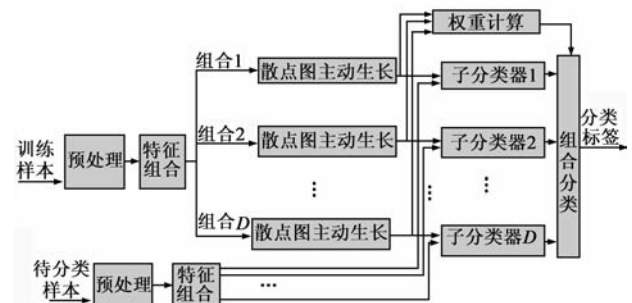 权重计算
组合1
散点图主动生长
子分类器1
训练
样本
预处理
特征
组合
组合2
散点图主动生长
子分类器2
组合分类
分类
标签
⋮
⋮
⋮
组合D
散点图主动生长
子分类器D
待分类
样本
预处理
特征
组合
…